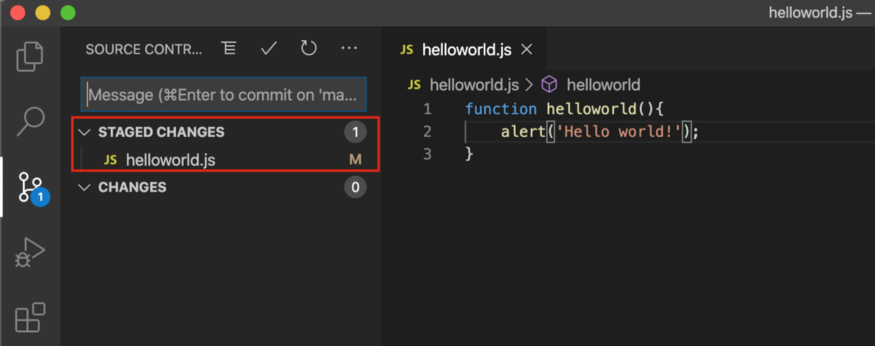 helloworld.js —
SOURCE CONTR...
Message (⌘Enter to commit on 'ma...
STAGED CHANGES 1
JS helloworld.js M
CHANGES 0
1
JS helloworld.js ×
JS helloworld.js > helloworld
1 function helloworld(){
2     alert('Hello world!');
3 }